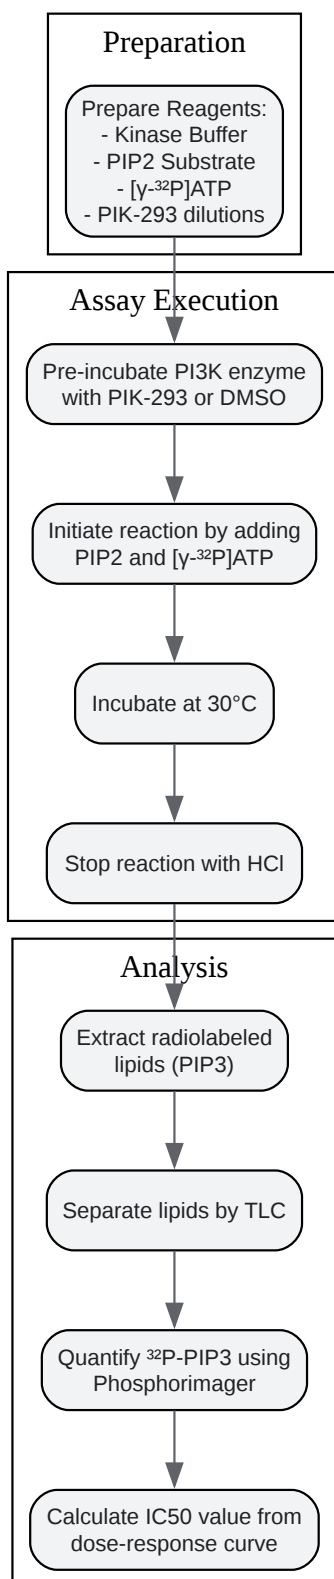 Preparation
Prepare Reagents:
- Kinase Buffer
- PIP2 Substrate
- [γ-³²P]ATP
- PIK-293 dilutions
Assay Execution
Pre-incubate PI3K enzyme
with PIK-293 or DMSO
Initiate reaction by adding
PIP2 and [γ-³²P]ATP
Incubate at 30°C
Stop reaction with HCl
Analysis
Extract radiolabeled
lipids (PIP3)
Separate lipids by TLC
Quantify ³²P-PIP3 using
Phosphorimager
Calculate IC50 value from
dose-response curve